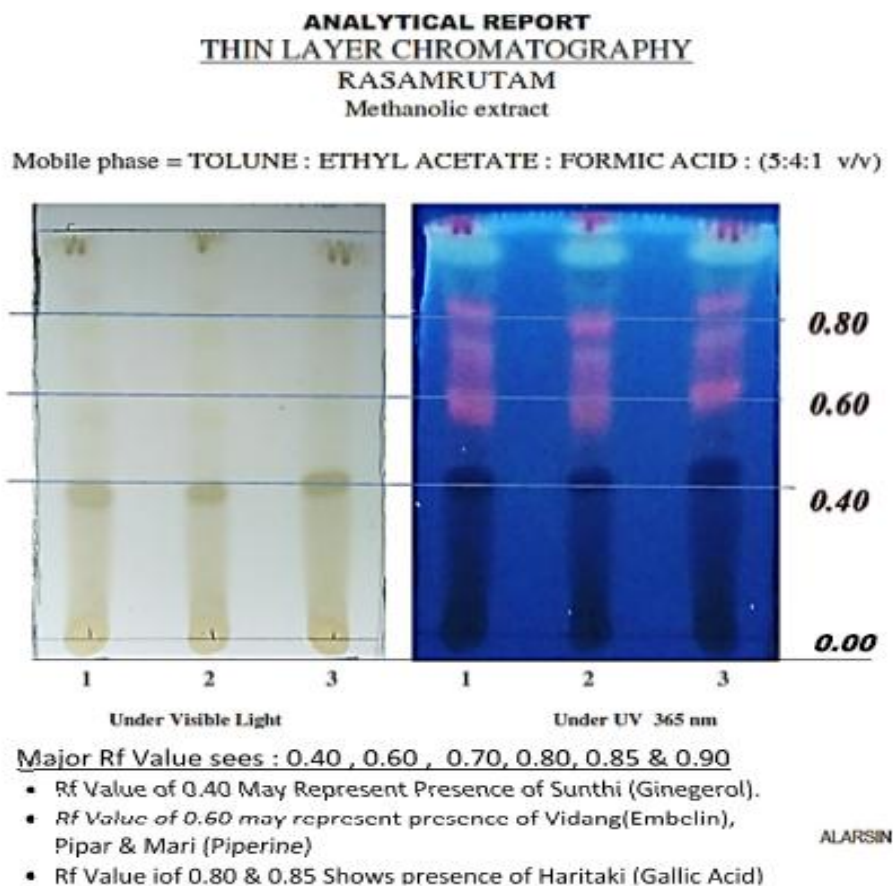 ANALYTICAL REPORT
THIN LAYER CHROMATOGRAPHY
RASAMRUTAM
Methanolic extract
Mobile phase = TOLUNE : ETHYL ACETATE : FORMIC ACID : (5:4:1 v/v)
0.80
0.60
0.40
0.00
1 2 3 1 2 3
Under Visible Light Under UV 365 nm
Major Rf Value sees : 0.40 , 0.60 , 0.70, 0.80, 0.85 & 0.90
• Rf Value of 0.40 May Represent Presence of Sunthi (Ginegerol).
• Rf Value of 0.60 may represent presence of Vidang(Embelin),
Pipar & Mari (Piperine)
ALARSIN
• Rf Value iof 0.80 & 0.85 Shows presence of Haritaki (Gallic Acid)